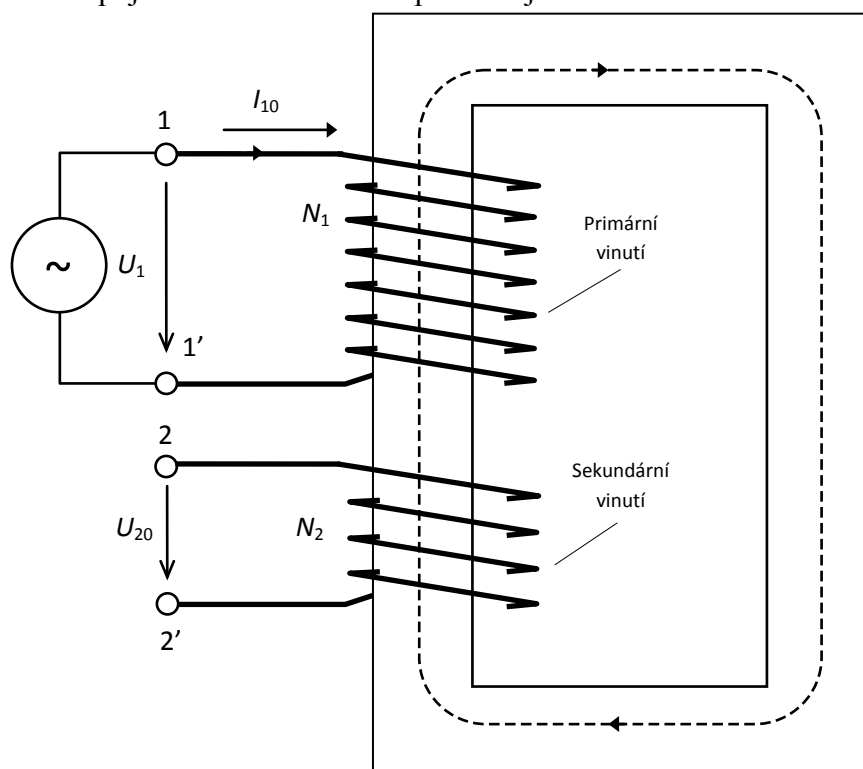 I10
1
N1
Primární
vinutí
~
U1
1’
2
Sekundární
vinutí
U20
N2
2’